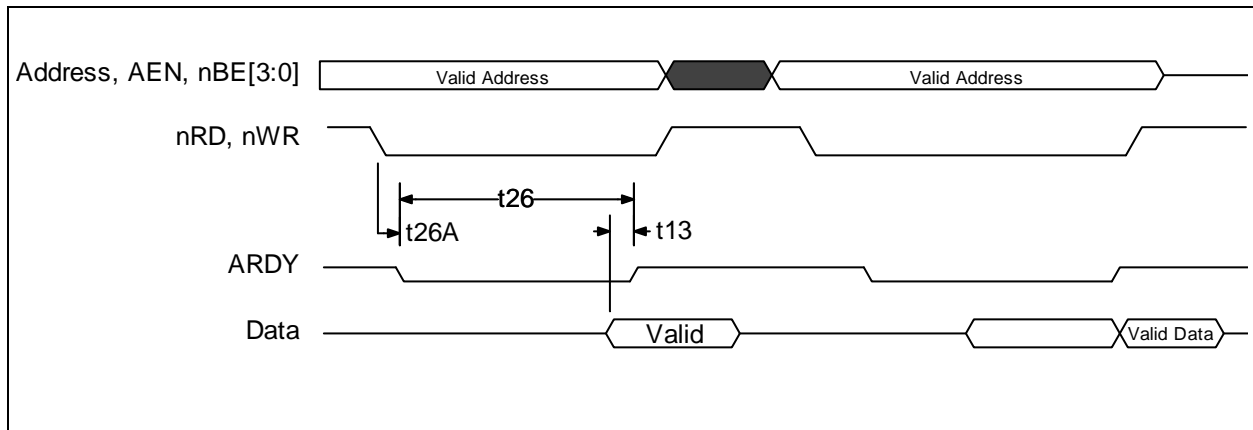 Address, AEN, nBE[3:0]
Valid Address
Valid Address
nRD, nWR
t26
t26A
t13
ARDY
Data
Valid
Valid Data